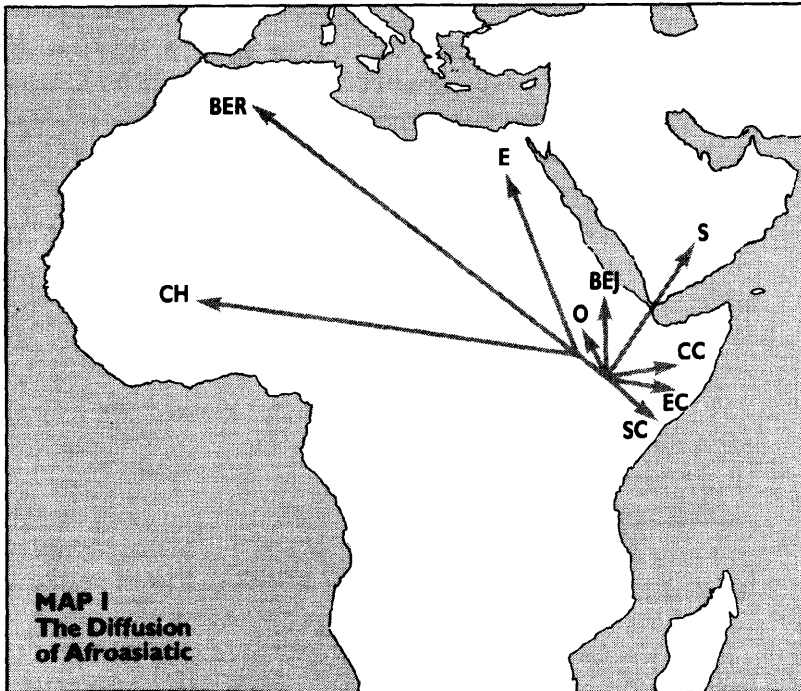 BER
E
S
CH
BEJ
O
CC
EC
SC
MAP I
The Diffusion
of Afroasiatic